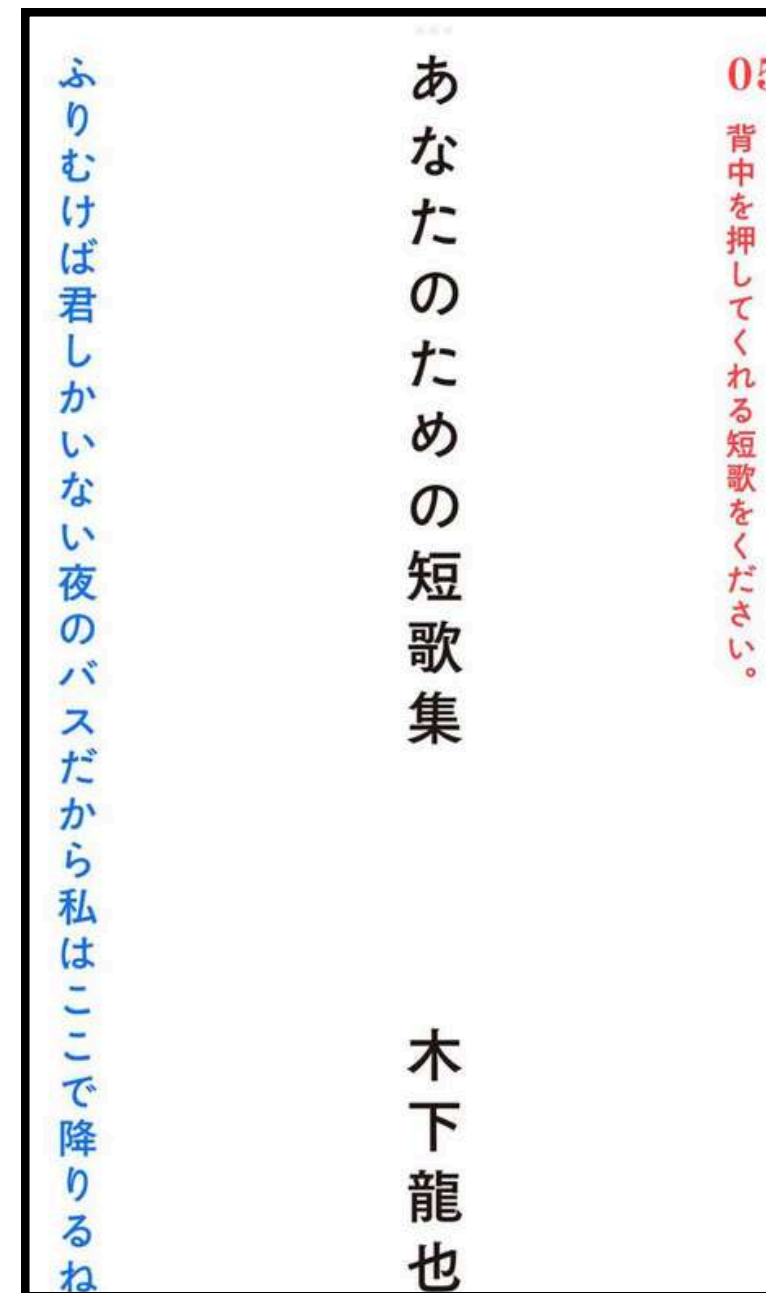 05
背中を押してくれる短歌をください。
あなたのための短歌集
木下龍也
ふりむけば君しかいない夜のバスだから私はここで降りるね